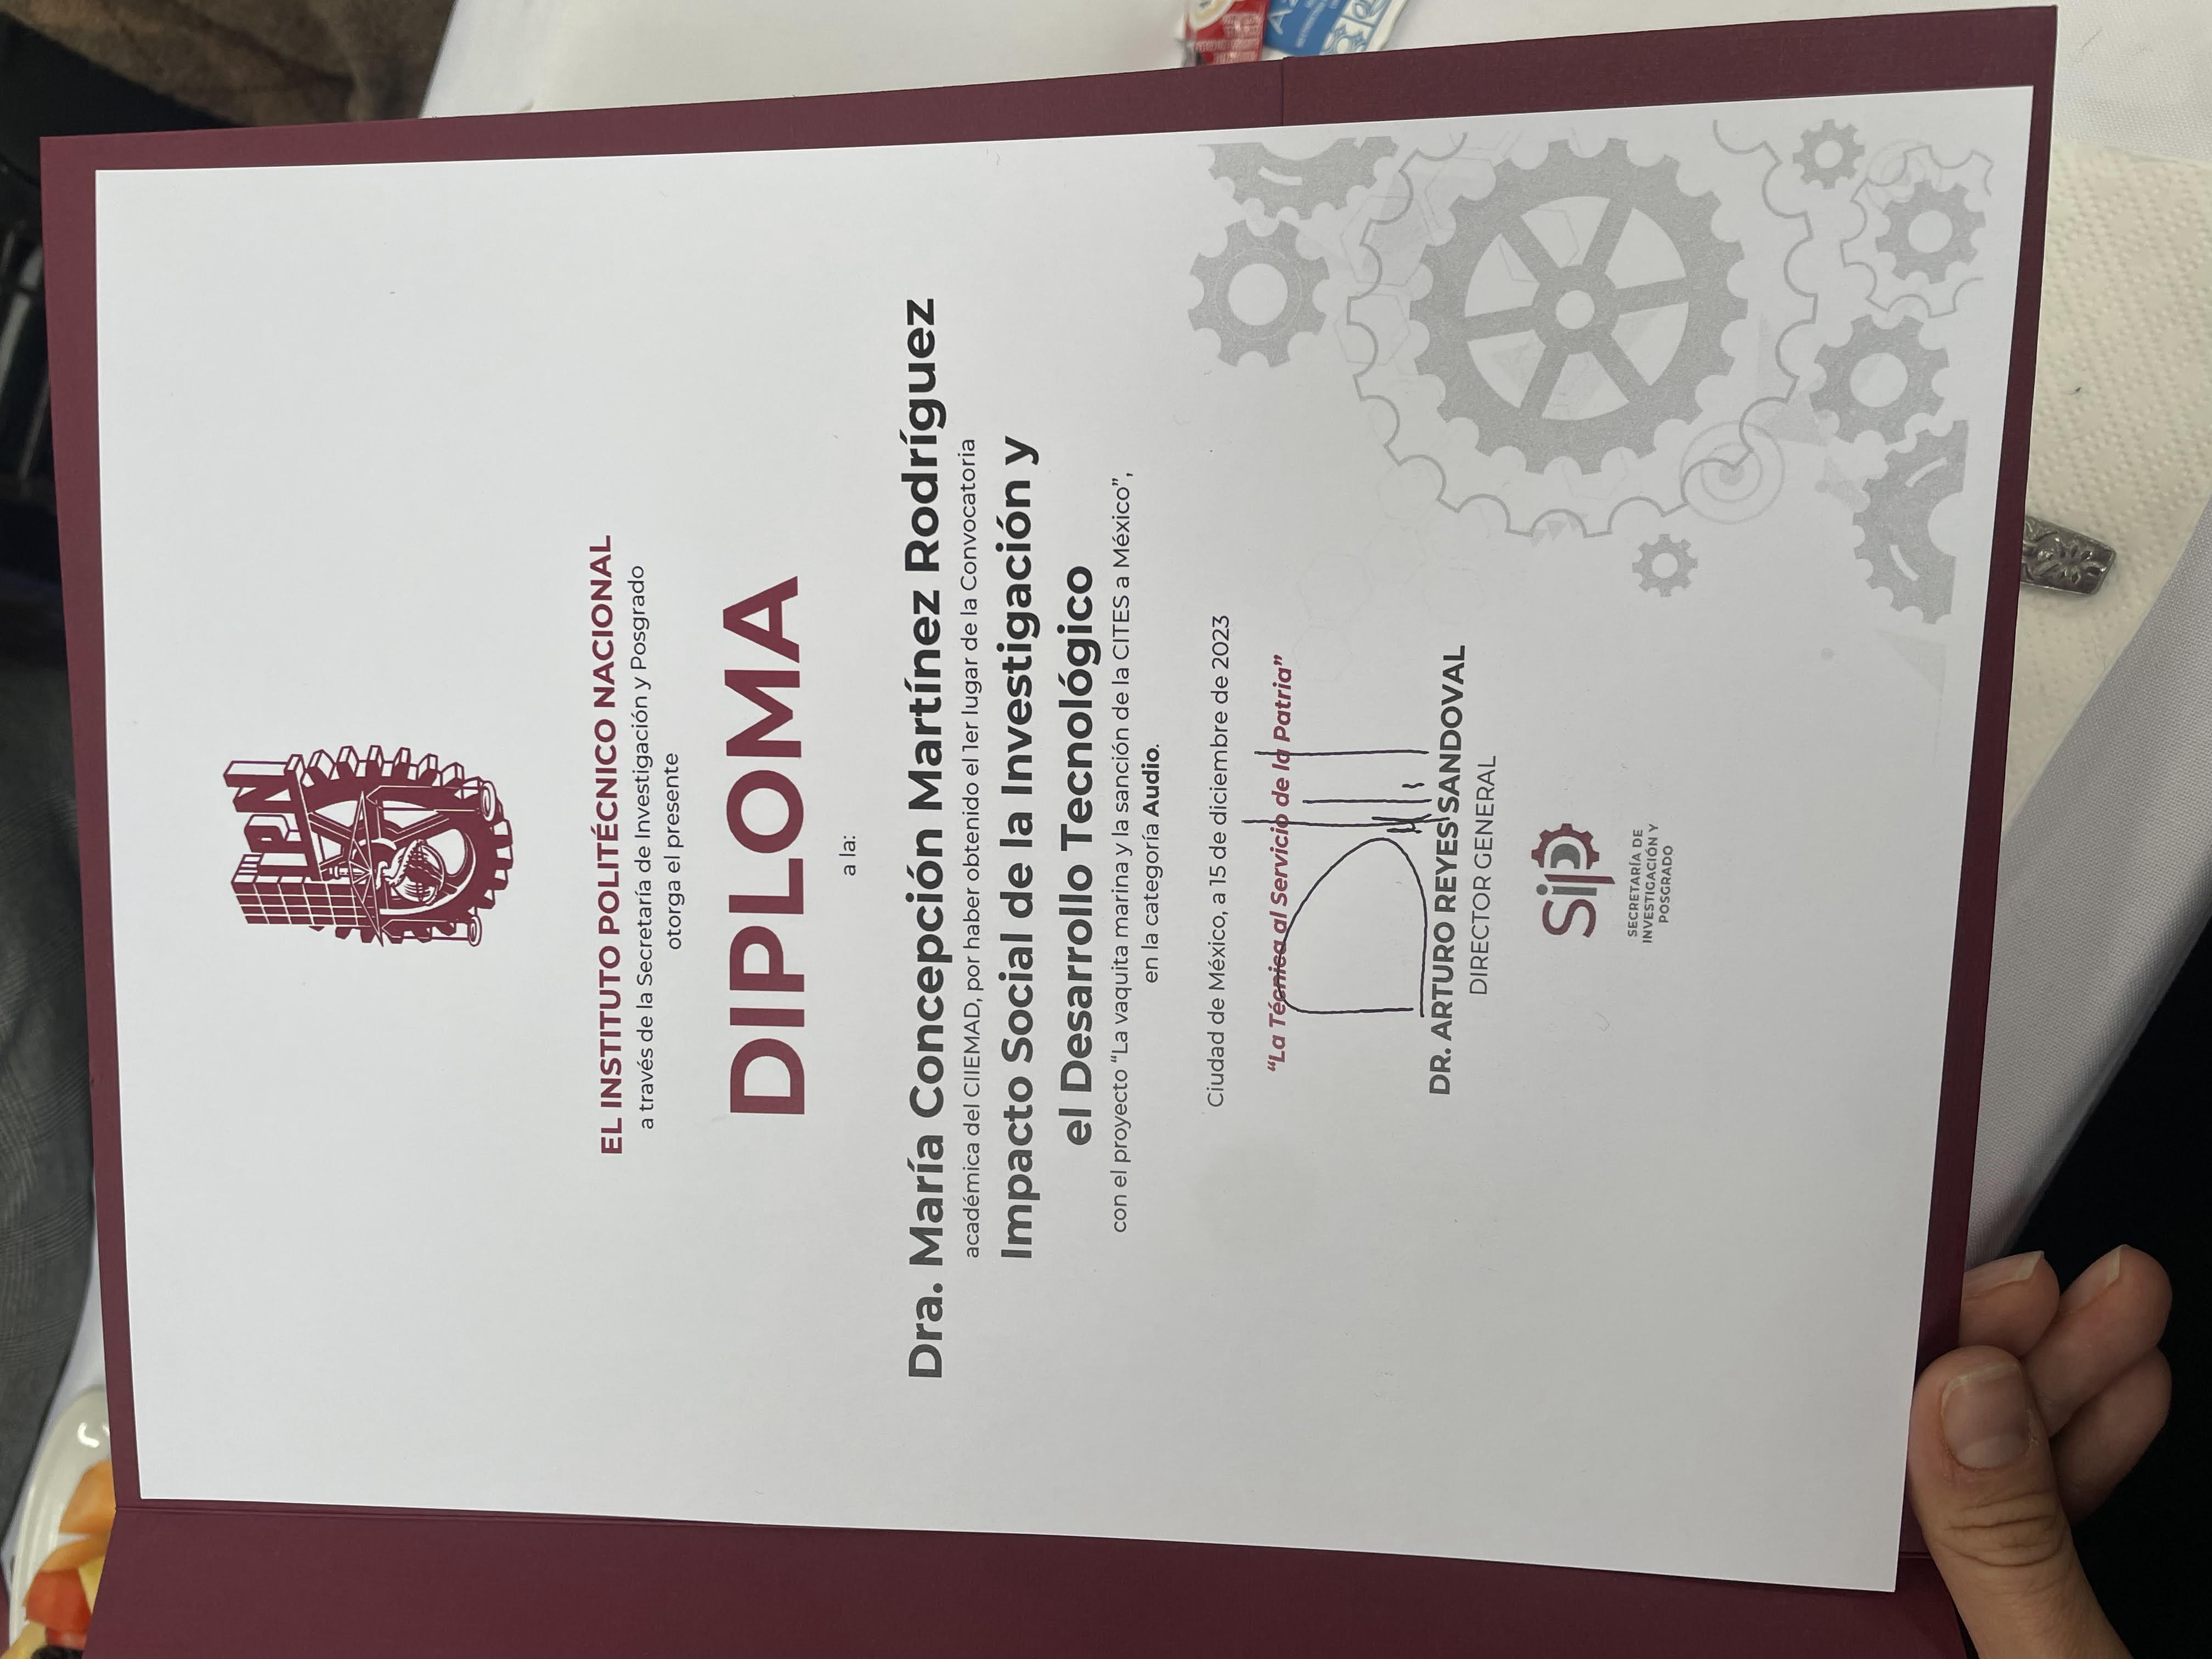 IPN
EL INSTITUTO POLITÉCNICO NACIONAL
a través de la Secretaría de Investigación y Posgrado
otorga el presente
DIPLOMA
a la:
Dra. María Concepción Martínez Rodríguez
académica del CIIEMAD, por haber obtenido el 1er lugar de la Convocatoria
Impacto Social de la Investigación y
el Desarrollo Tecnológico
con el proyecto “La vaquita marina y la sanción de la CITES a México”,
en la categoría Audio.
Ciudad de México, a 15 de diciembre de 2023
“La Técnica al Servicio de la Patria”
DR. ARTURO REYES SANDOVAL
DIRECTOR GENERAL
sip
SECRETARÍA DE
INVESTIGACIÓN Y
POSGRADO